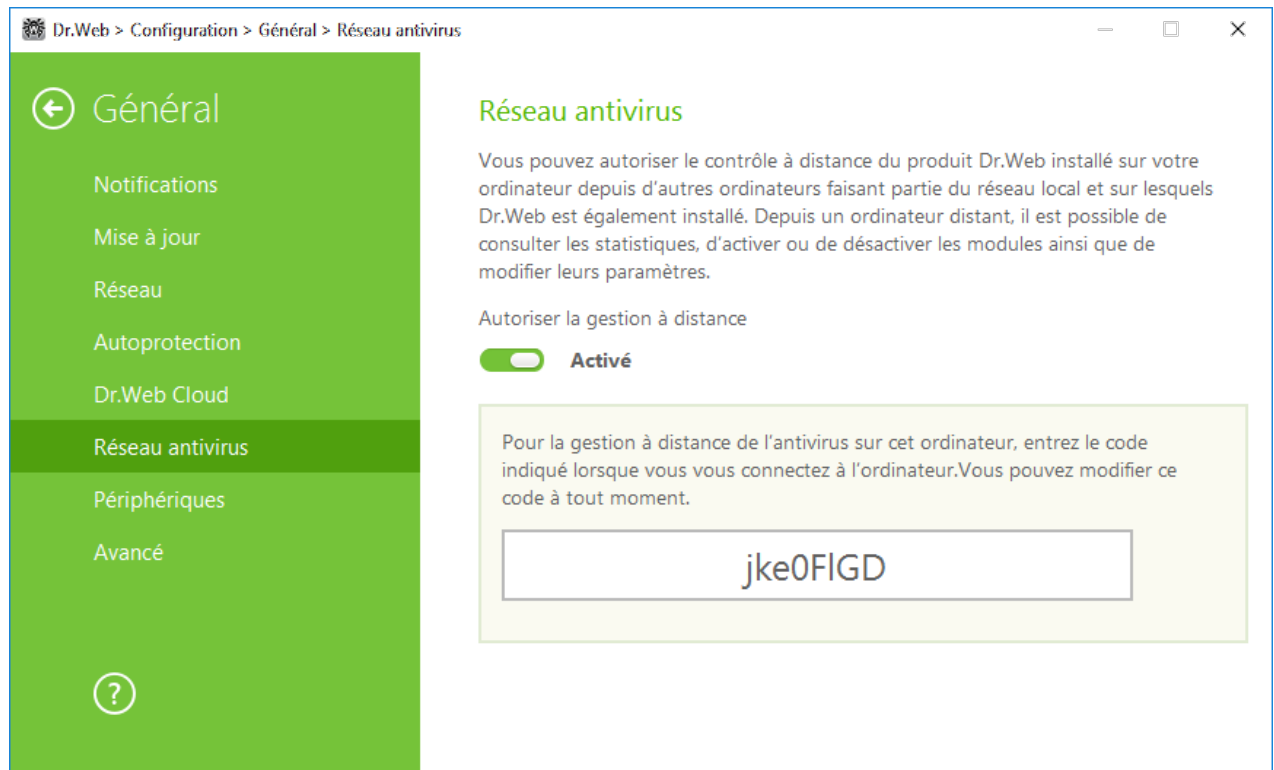 Dr.Web > Configuration > Général > Réseau antivirus
Général
Notifications
Mise à jour
Réseau
Autoprotection
Dr.Web Cloud
Réseau antivirus
Périphériques
Avancé
?
Réseau antivirus
Vous pouvez autoriser le contrôle à distance du produit Dr.Web installé sur votre
ordinateur depuis d'autres ordinateurs faisant partie du réseau local et sur lesquels
Dr.Web est également installé. Depuis un ordinateur distant, il est possible de
consulter les statistiques, d'activer ou de désactiver les modules ainsi que de
modifier leurs paramètres.
Autoriser la gestion à distance
Activé
Pour la gestion à distance de l'antivirus sur cet ordinateur, entrez le code
indiqué lorsque vous vous connectez à l'ordinateur.Vous pouvez modifier ce
code à tout moment.
jke0FlGD